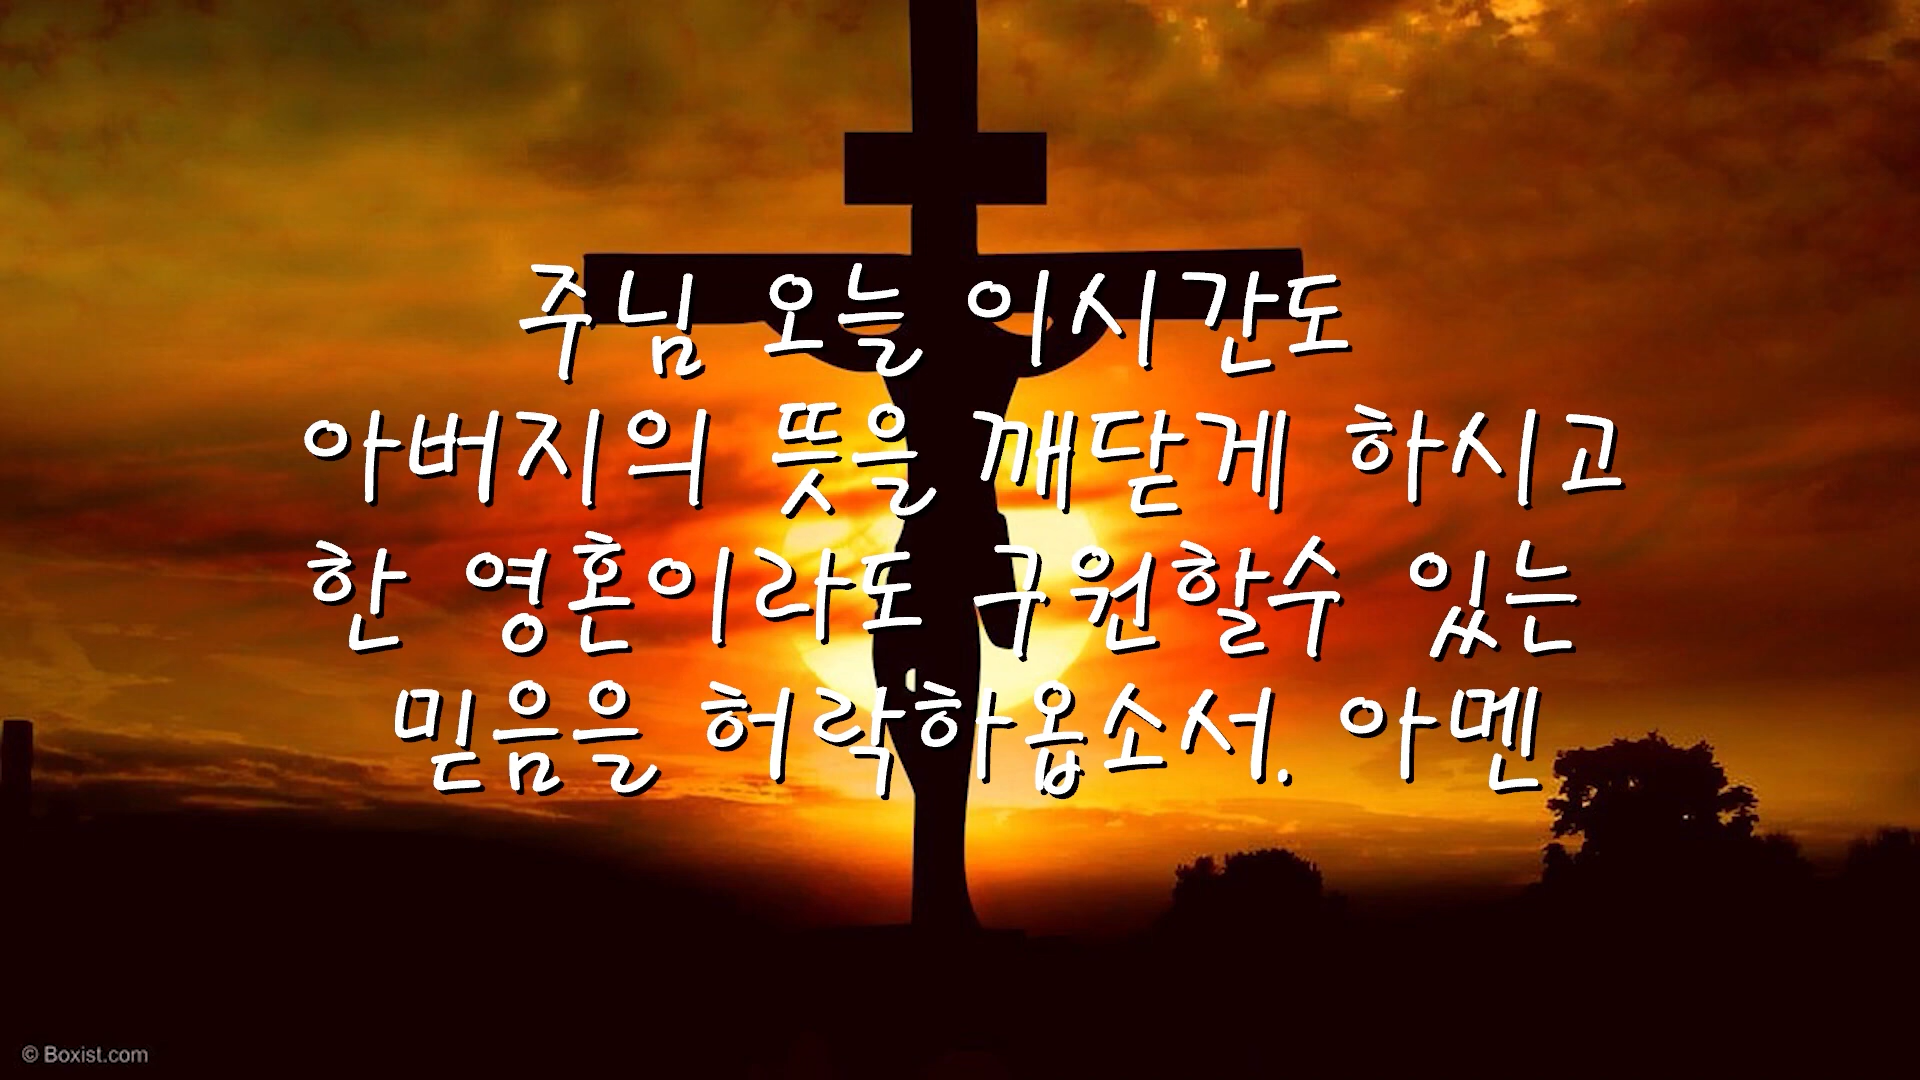 주님 오늘 이시간도
아버지의 뜻을 깨닫게 하시고
한 영혼이라도 구원할수 있는
믿음을 허락하옵소서. 아멘
© Boxist.com